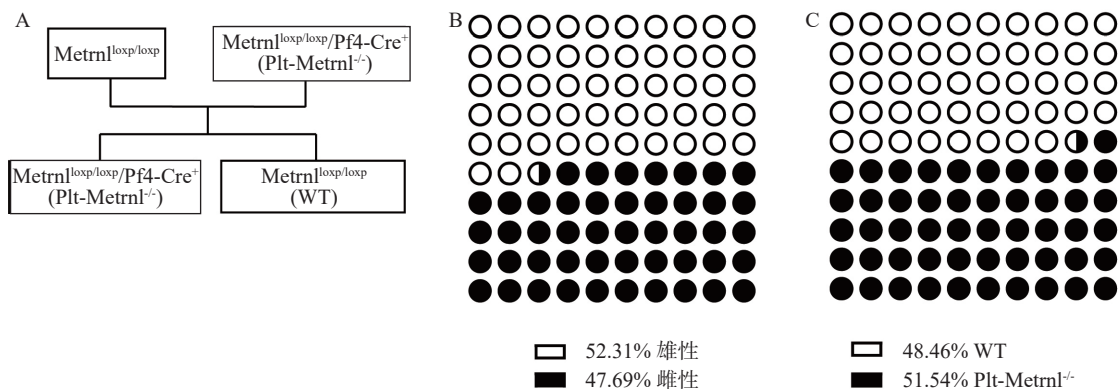 A
Metrnl^loxp/loxp
Metrnl^loxp/loxp/Pf4-Cre⁺
(Plt-Metrnl⁻/⁻)
Metrnl^loxp/loxp/Pf4-Cre⁺
(Plt-Metrnl⁻/⁻)
Metrnl^loxp/loxp
(WT)
B
52.31% 雄性
47.69% 雌性
C
48.46% WT
51.54% Plt-Metrnl⁻/⁻